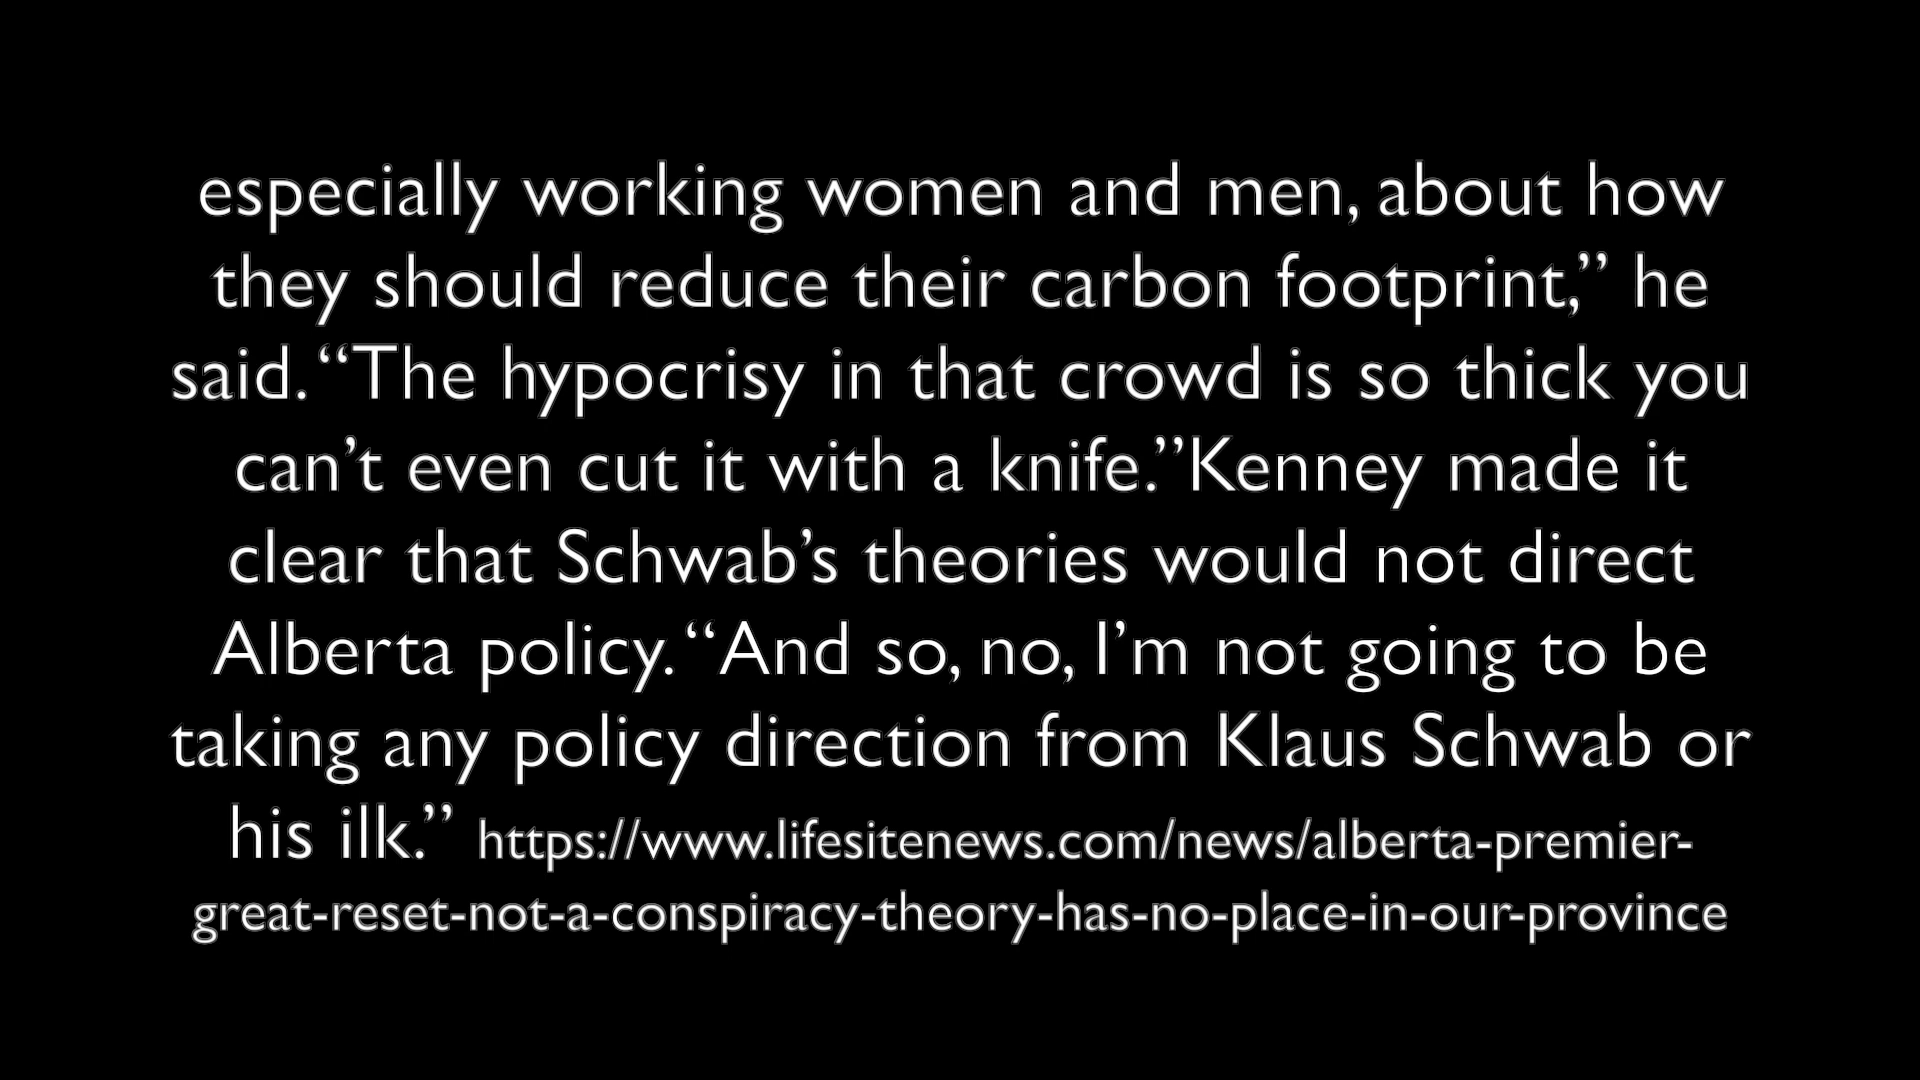 especially working women and men, about how
they should reduce their carbon footprint,” he
said. “The hypocrisy in that crowd is so thick you
can’t even cut it with a knife.”Kenney made it
clear that Schwab’s theories would not direct
Alberta policy. “And so, no, I’m not going to be
taking any policy direction from Klaus Schwab or
his ilk.” https://www.lifesitenews.com/news/alberta-premier-
great-reset-not-a-conspiracy-theory-has-no-place-in-our-province